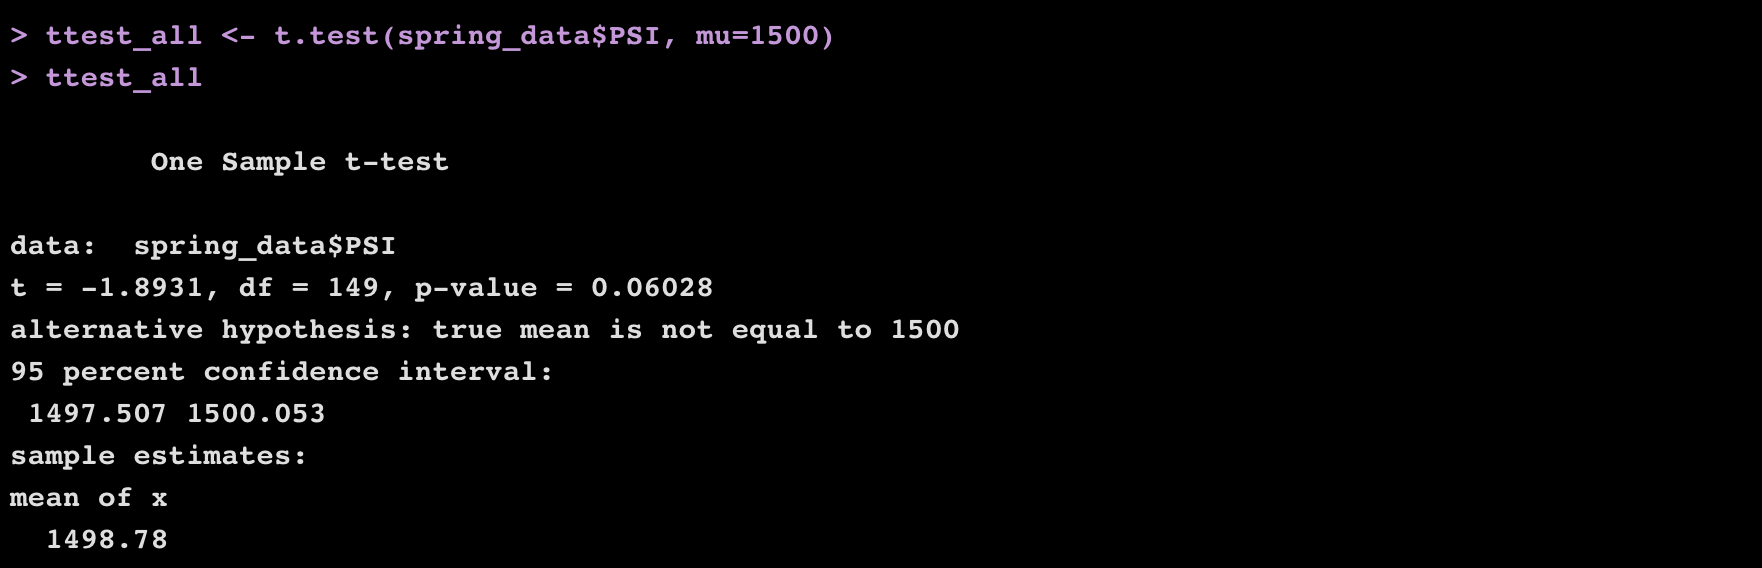 > ttest_all <- t.test(spring_data$PSI, mu=1500)
> ttest_all
One Sample t-test
data:  spring_data$PSI
t = -1.8931, df = 149, p-value = 0.06028
alternative hypothesis: true mean is not equal to 1500
95 percent confidence interval:
1497.507 1500.053
sample estimates:
mean of x
1498.78